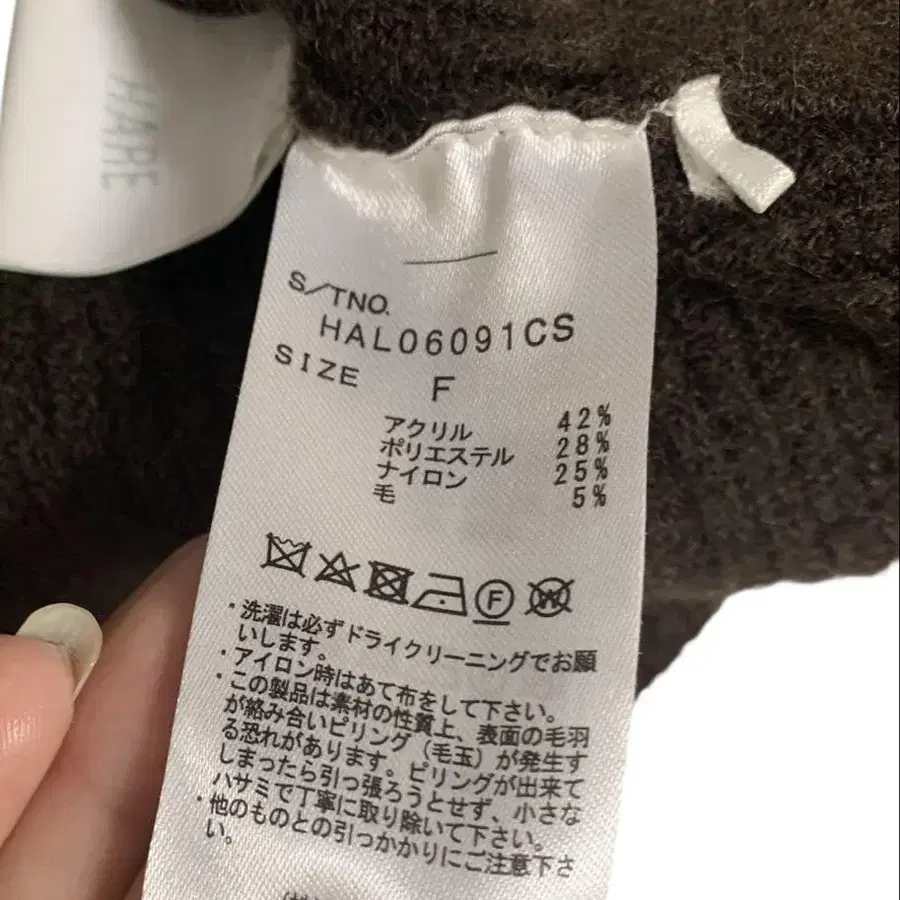 HARE
S/TNO.
HAL06091CS
SIZE F
アクリル 42%
ポリエステル 28%
ナイロン 25%
毛 5%
F W
・洗濯は必ずドライクリーニングでお願
いします。
・アイロン時はあて布をして下さい。
・この製品は素材の性質上、表面の毛羽
が絡み合いピリング（毛玉）が発生す
る恐れがあります。ピリングが出来て
しまったら引っ張ろうとせず、小さな
ハサミで丁寧に取り除いて下さい。
・他のものとの引っかかりにご注意下さ
い。